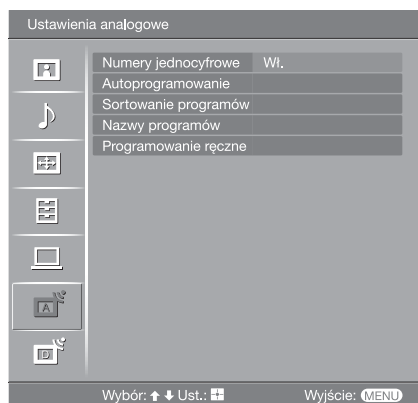 Ustawienia analogowe
Numery jednocyfrowe Wł.
Autoprogramowanie
Sortowanie programów
Nazwy programów
Programowanie ręczne
A
D
Wybór: ↑ ↓ Ust.: Wyjście: MENU